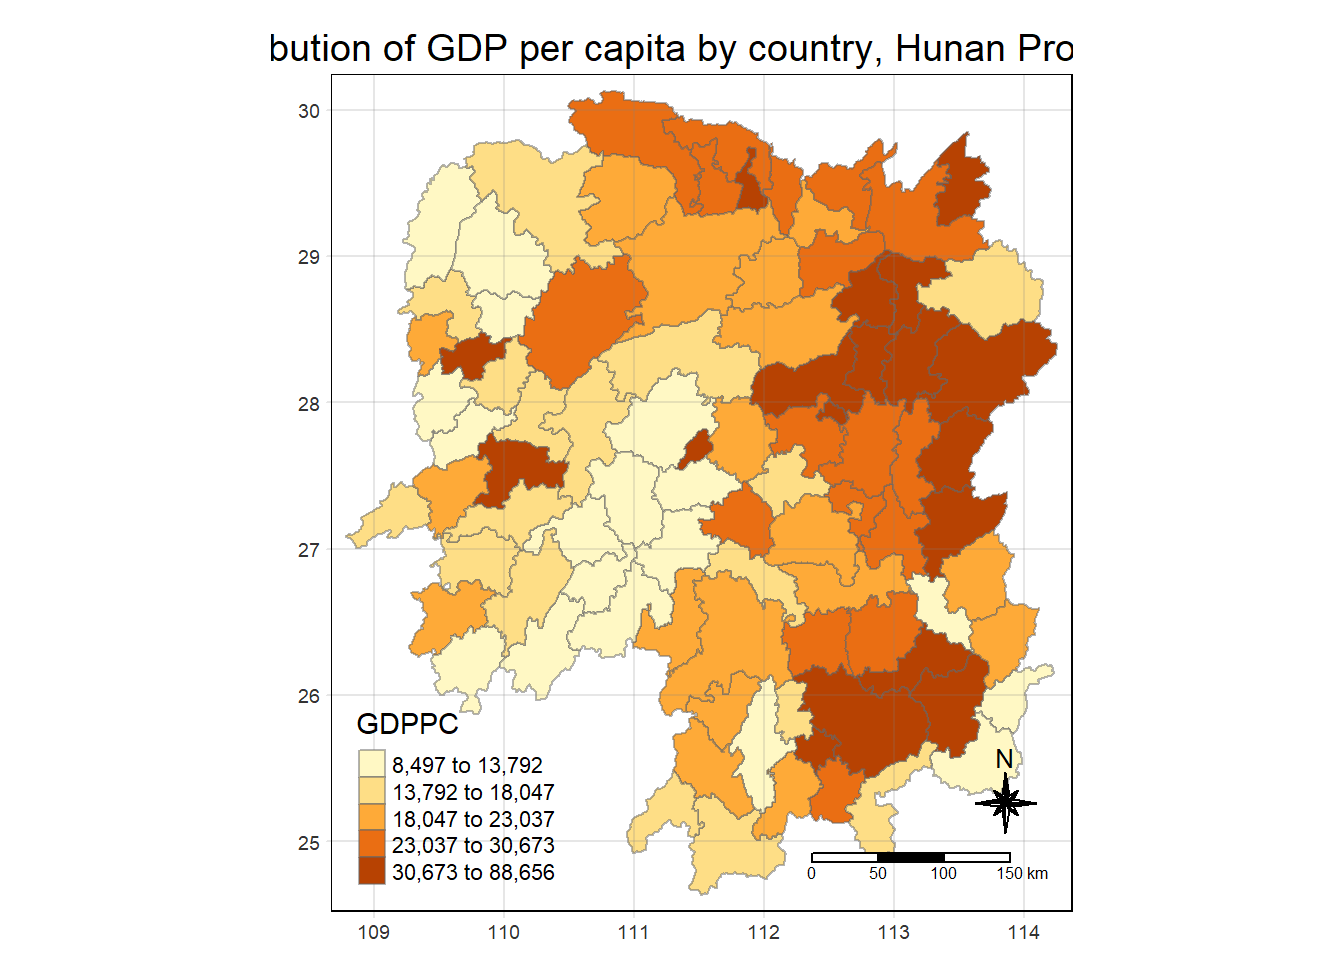 bution of GDP per capita by country, Hunan Pro
30
29
28
27
26
25
GDPPC
8,497 to 13,792
13,792 to 18,047
18,047 to 23,037
23,037 to 30,673
30,673 to 88,656
N
0 50 100 150 km
109 110 111 112 113 114